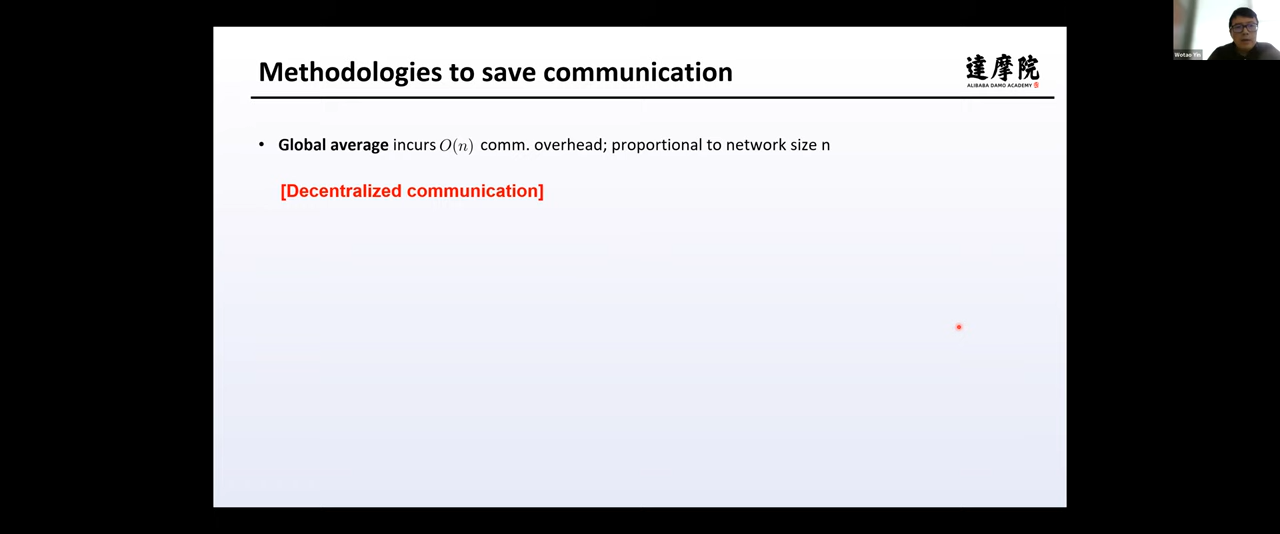 Methodologies to save communication
達摩院
ALIBABA DAMO ACADEMY
• Global average incurs O(n) comm. overhead; proportional to network size n
[Decentralized communication]
Wotao Yin